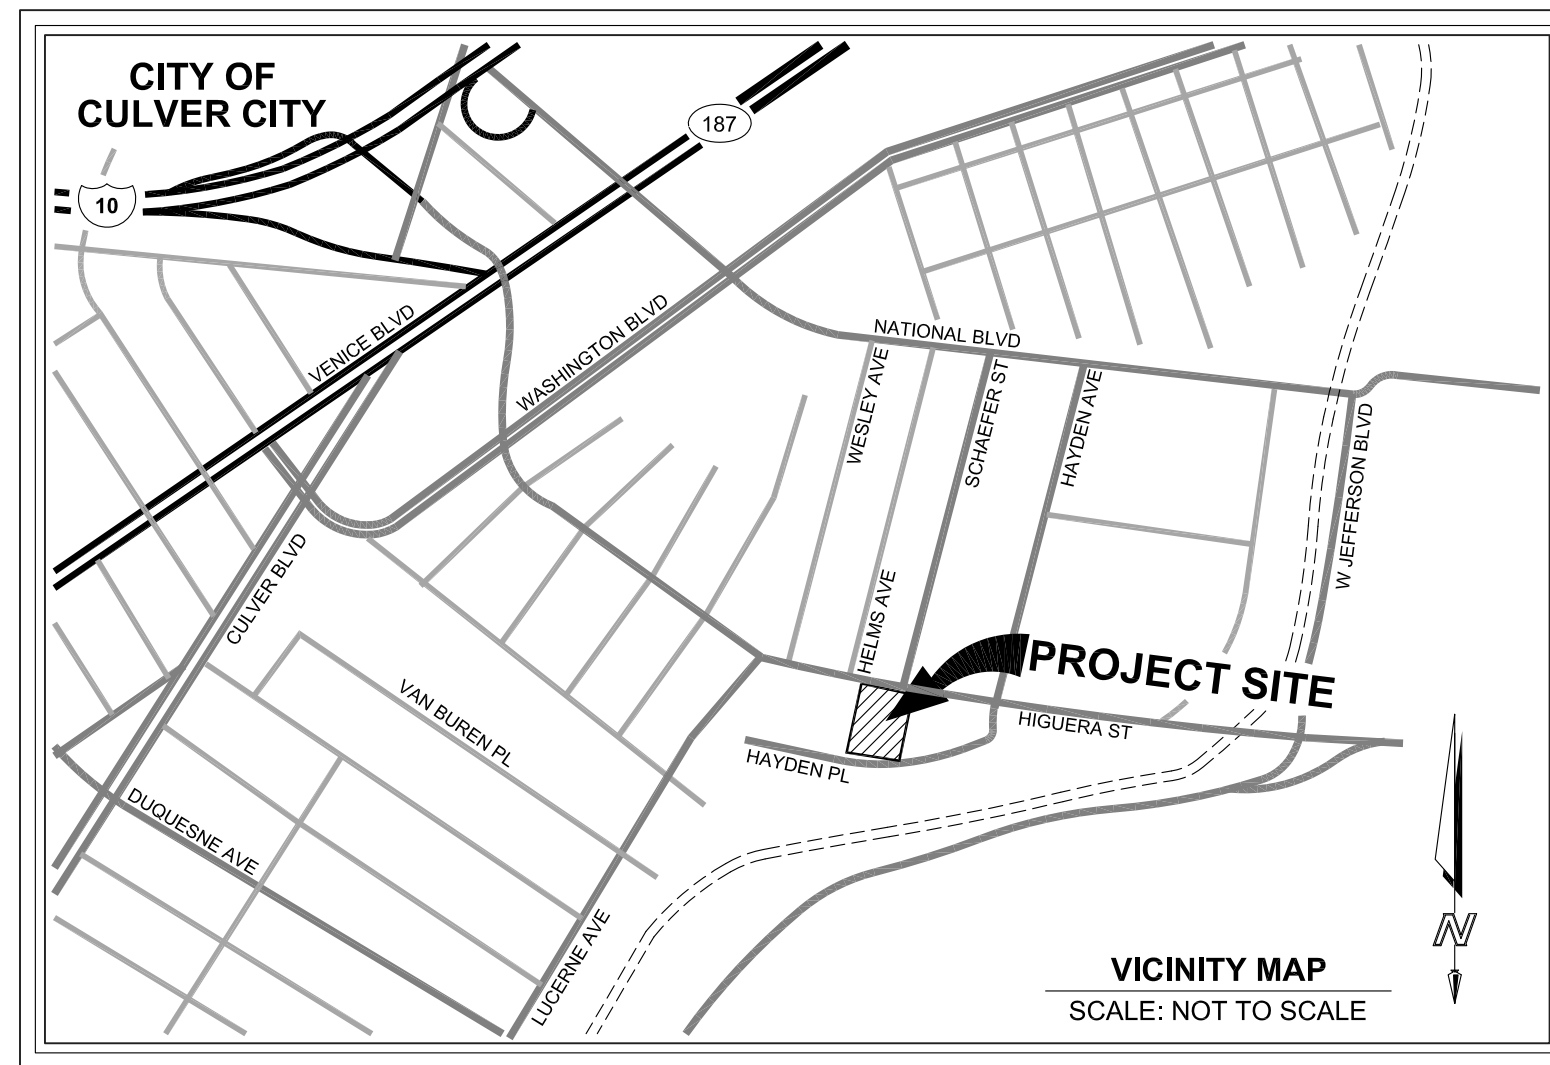 CITY OF
CULVER CITY
187
10
VENICE BLVD
WASHINGTON BLVD
NATIONAL BLVD
WESLEY AVE
SCHAEFER ST
HAYDEN AVE
W JEFFERSON BLVD
CULVER BLVD
HELMS AVE
PROJECT SITE
VAN BUREN PL
HIGUERA ST
HAYDEN PL
DUQUESNE AVE
LUCERNE AVE
N
VICINITY MAP
SCALE: NOT TO SCALE